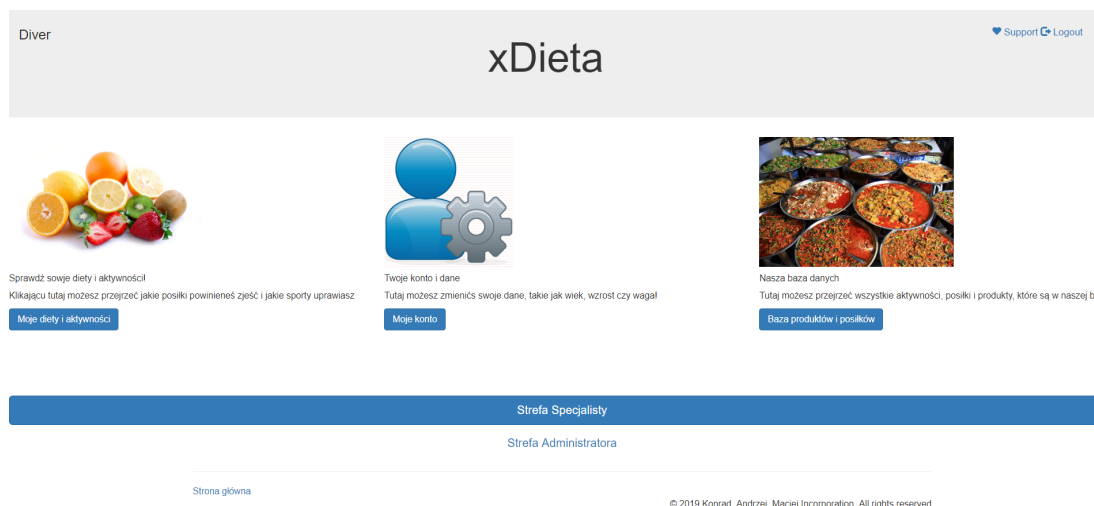 Diver
xDieta
Support Logout
Sprawdź sowje diety i aktywności!
Klikającu tutaj możesz przejrzeć jakie posiłki powinieneś zjeść i jakie sporty uprawiasz
Moje diety i aktywności
Twoje konto i dane
Tutaj możesz zmienićs swoje dane, takie jak wiek, wzrost czy waga!
Moje konto
Nasza baza danych
Tutaj możesz przejrzeć wszystkie aktywności, posiłki i produkty, które są w naszej b
Baza produktów i posiłków
Strefa Specjalisty
Strefa Administratora
Strona główna
© 2019 Konrad, Andrzej, Maciej Incorporation. All rights reserved